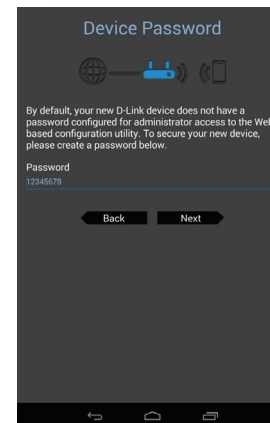 Device Password
By default, your new D-Link device does not have a
password configured for administrator access to the Web
based configuration utility. To secure your new device,
please create a password below.
Password
12345678
Back Next